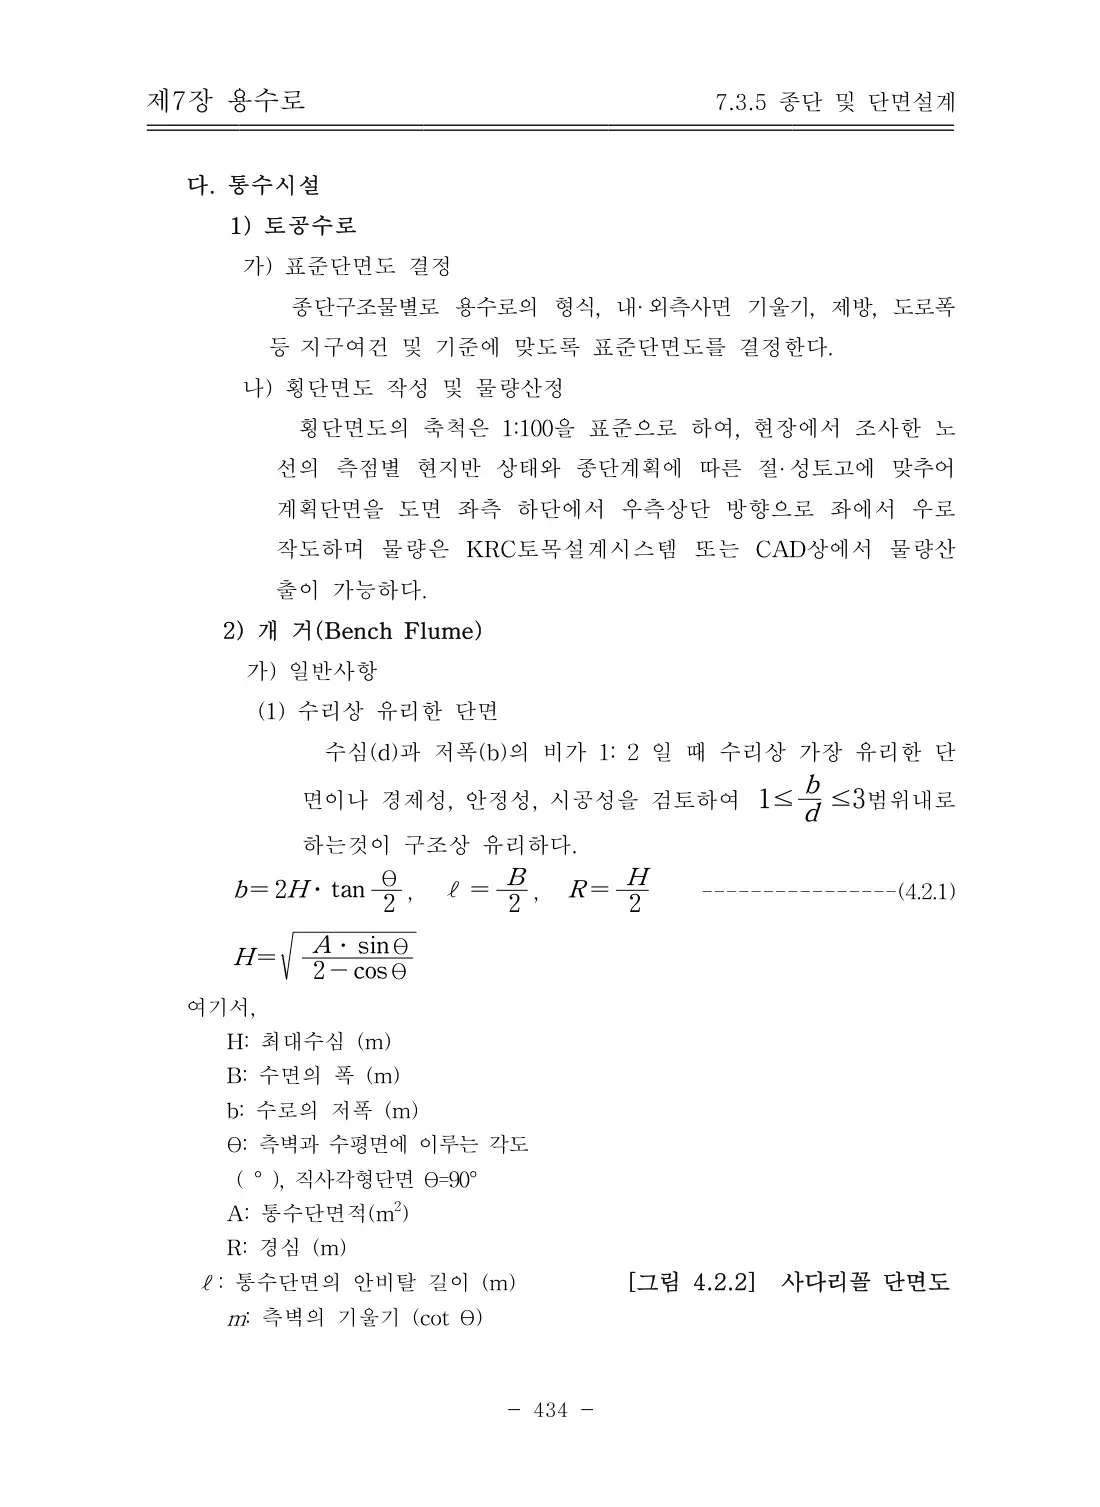 제7장 용수로 7.3.5 종단 및 단면설계
다. 통수시설
1) 토공수로
가) 표준단면도 결정
종단구조물별로 용수로의 형식, 내·외측사면 기울기, 제방, 도로폭
등 지구여건 및 기준에 맞도록 표준단면도를 결정한다.
나) 횡단면도 작성 및 물량산정
횡단면도의 축척은 1:100을 표준으로 하여, 현장에서 조사한 노
선의 측점별 현지반 상태와 종단계획에 따른 절·성토고에 맞추어
계획단면을 도면 좌측 하단에서 우측상단 방향으로 좌에서 우로
작도하며 물량은 KRC토목설계시스템 또는 CAD상에서 물량산
출이 가능하다.
2) 개 거(Bench Flume)
가) 일반사항
(1) 수리상 유리한 단면
수심(d)과 저폭(b)의 비가 1: 2 일 때 수리상 가장 유리한 단
면이나 경제성, 안정성, 시공성을 검토하여 1≤b/d≤3범위내로
하는것이 구조상 유리하다.
b=2H·tan θ/2, ℓ=B/2, R=H/2 ----------------(4.2.1)
H=√(A·sinθ/2-cosθ)
여기서,
H: 최대수심 (m)
B: 수면의 폭 (m)
b: 수로의 저폭 (m)
θ: 측벽과 수평면에 이루는 각도
( ° ), 직사각형단면 θ=90°
A: 통수단면적(m²)
R: 경심 (m)
ℓ: 통수단면의 안비탈 길이 (m) [그림 4.2.2] 사다리꼴 단면도
m: 측벽의 기울기 (cot θ)
- 434 -